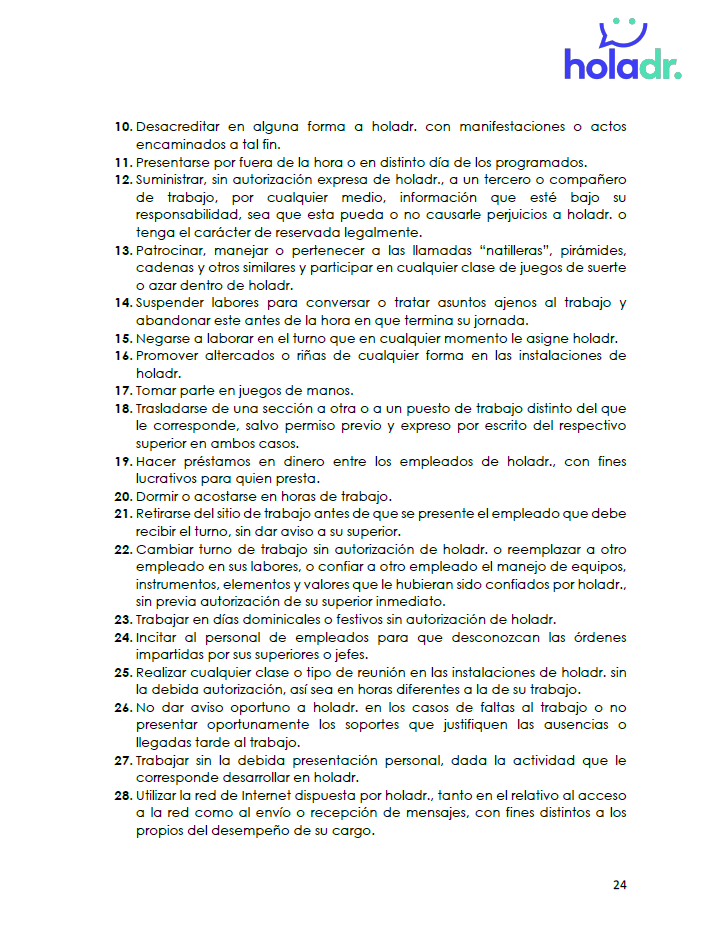 holadr.
10. Desacreditar en alguna forma a holadr. con manifestaciones o actos
encaminados a tal fin.
11. Presentarse por fuera de la hora o en distinto día de los programados.
12. Suministrar, sin autorización expresa de holadr., a un tercero o compañero
de trabajo, por cualquier medio, información que esté bajo su
responsabilidad, sea que esta pueda o no causarle perjuicios a holadr. o
tenga el carácter de reservada legalmente.
13. Patrocinar, manejar o pertenecer a las llamadas “natilleras”, pirámides,
cadenas y otros similares y participar en cualquier clase de juegos de suerte
o azar dentro de holadr.
14. Suspender labores para conversar o tratar asuntos ajenos al trabajo y
abandonar este antes de la hora en que termina su jornada.
15. Negarse a laborar en el turno que en cualquier momento le asigne holadr.
16. Promover altercados o riñas de cualquier forma en las instalaciones de
holadr.
17. Tomar parte en juegos de manos.
18. Trasladarse de una sección a otra o a un puesto de trabajo distinto del que
le corresponde, salvo permiso previo y expreso por escrito del respectivo
superior en ambos casos.
19. Hacer préstamos en dinero entre los empleados de holadr., con fines
lucrativos para quien presta.
20. Dormir o acostarse en horas de trabajo.
21. Retirarse del sitio de trabajo antes de que se presente el empleado que debe
recibir el turno, sin dar aviso a su superior.
22. Cambiar turno de trabajo sin autorización de holadr. o reemplazar a otro
empleado en sus labores, o confiar a otro empleado el manejo de equipos,
instrumentos, elementos y valores que le hubieran sido confiados por holadr.,
sin previa autorización de su superior inmediato.
23. Trabajar en días dominicales o festivos sin autorización de holadr.
24. Incitar al personal de empleados para que desconozcan las órdenes
impartidas por sus superiores o jefes.
25. Realizar cualquier clase o tipo de reunión en las instalaciones de holadr. sin
la debida autorización, así sea en horas diferentes a la de su trabajo.
26. No dar aviso oportuno a holadr. en los casos de faltas al trabajo o no
presentar oportunamente los soportes que justifiquen las ausencias o
llegadas tarde al trabajo.
27. Trabajar sin la debida presentación personal, dada la actividad que le
corresponde desarrollar en holadr.
28. Utilizar la red de Internet dispuesta por holadr., tanto en el relativo al acceso
a la red como al envío o recepción de mensajes, con fines distintos a los
propios del desempeño de su cargo.
24